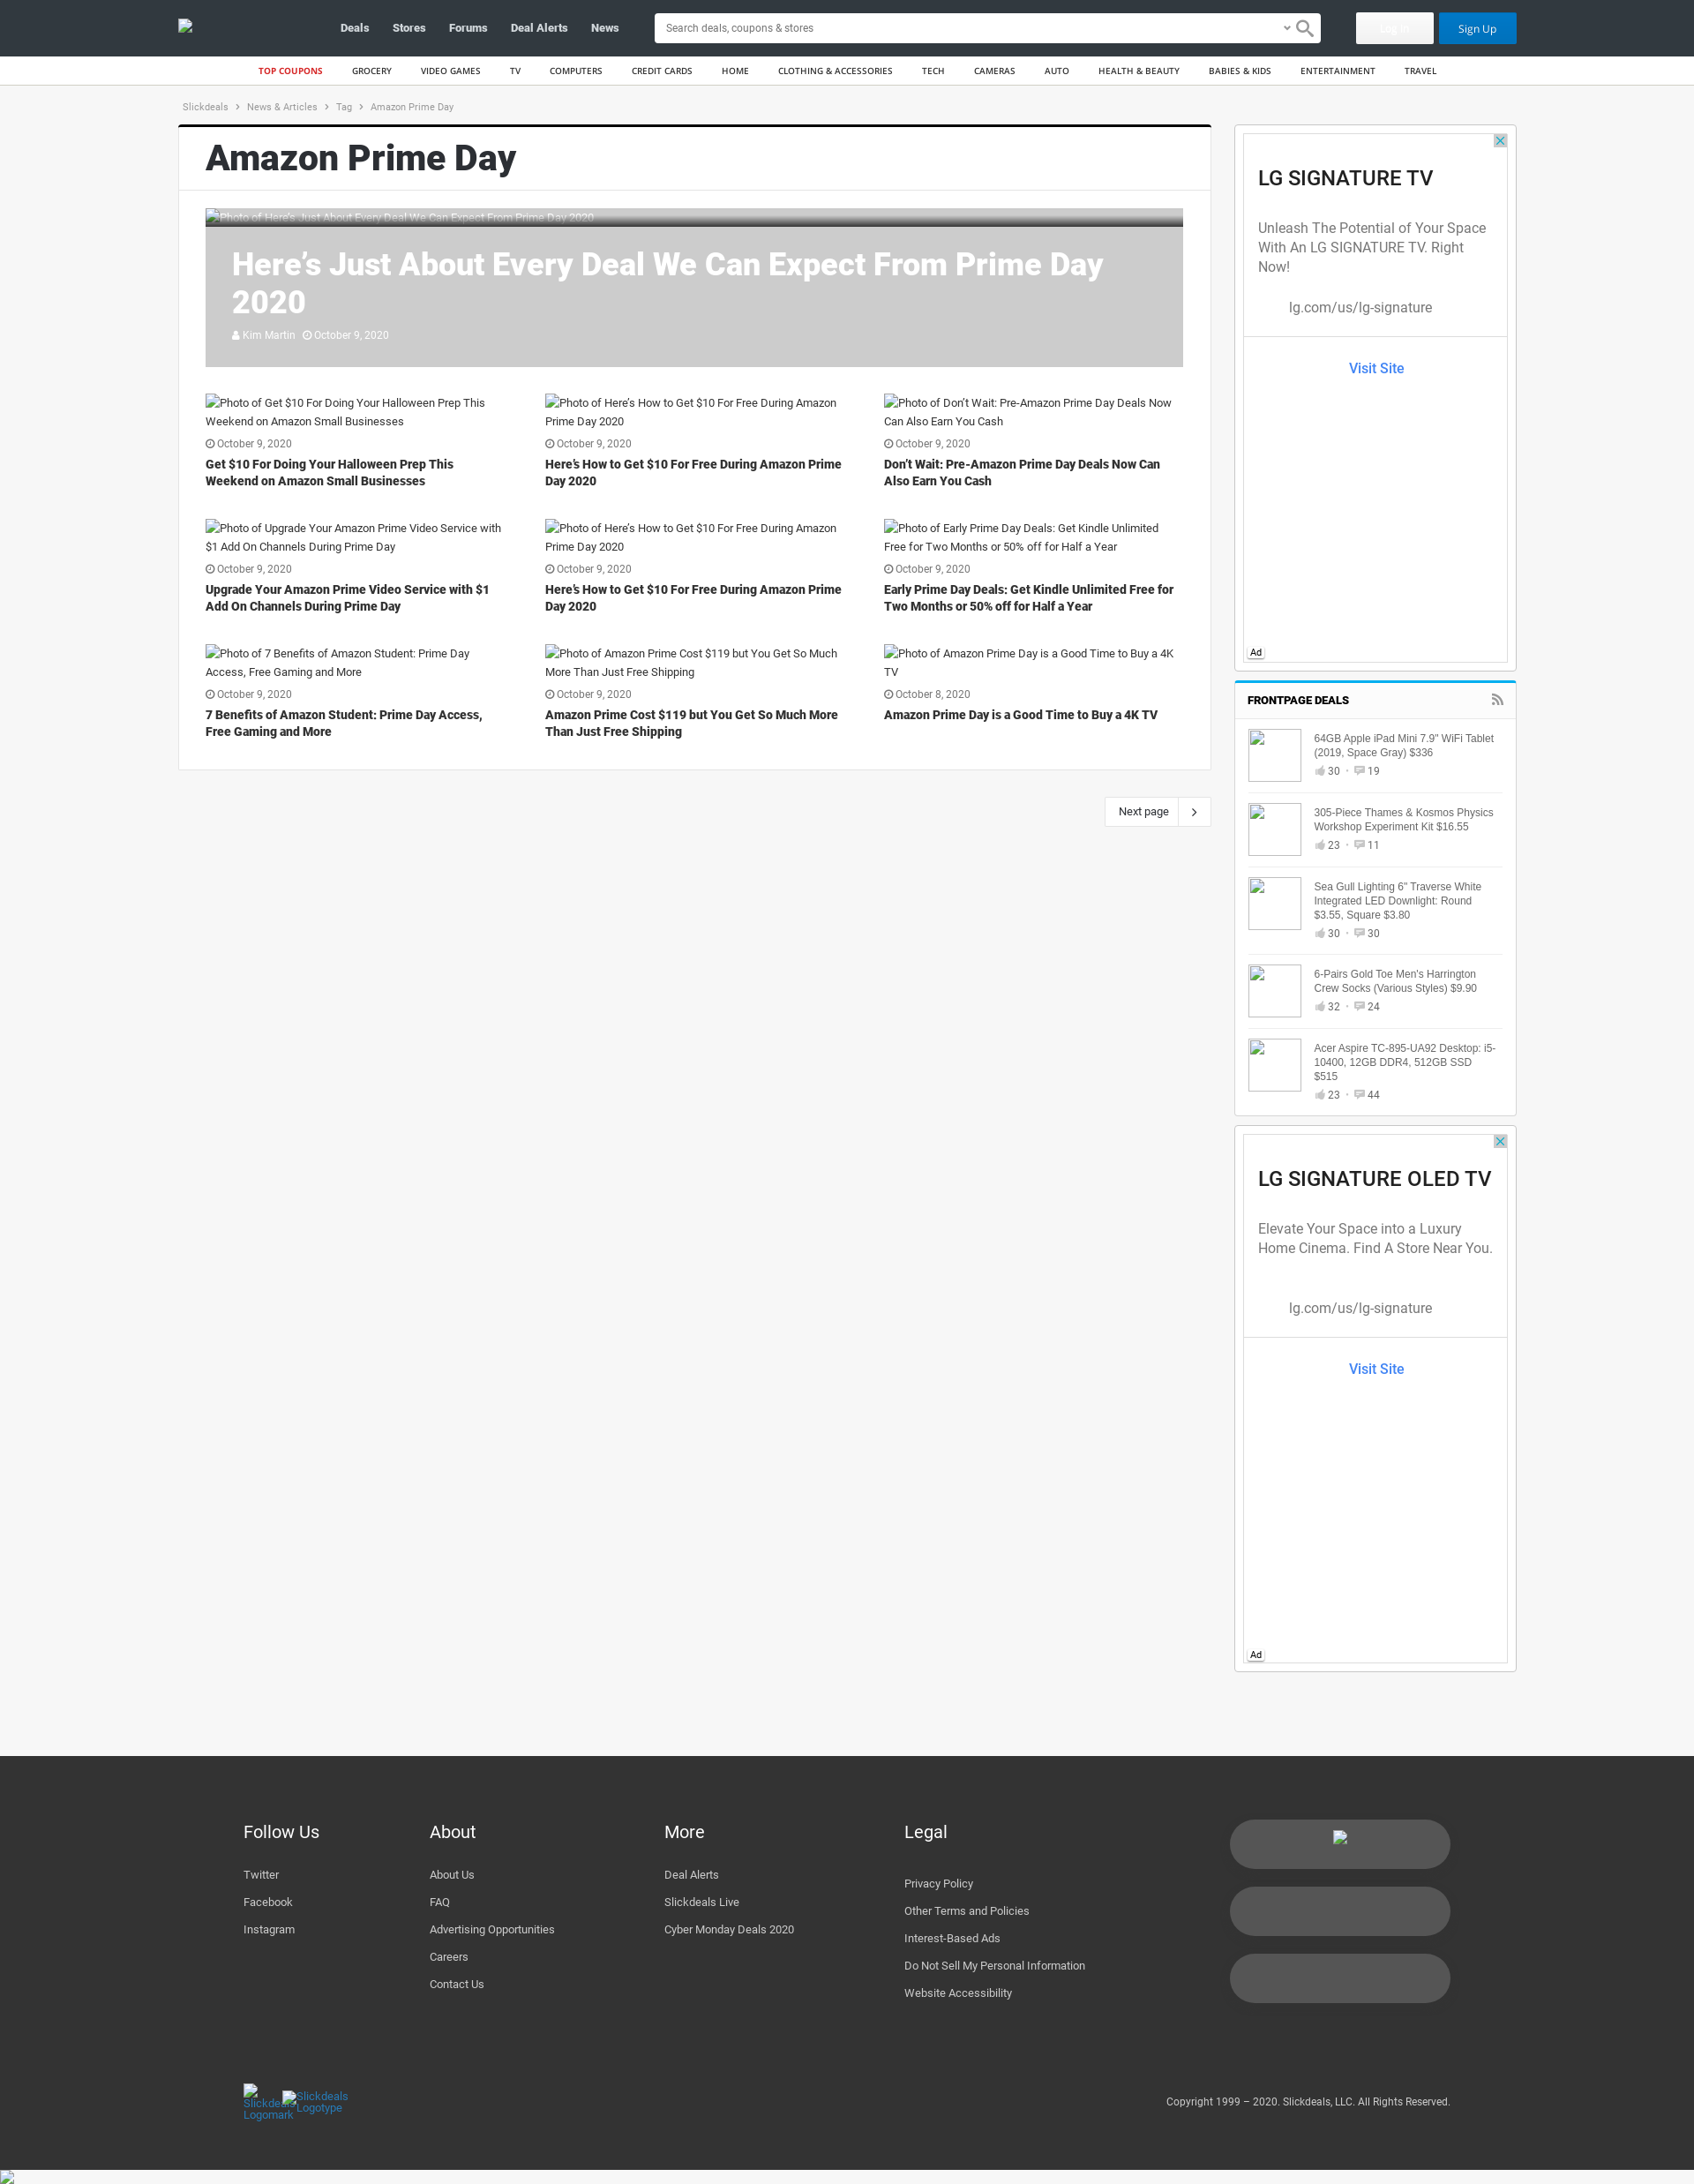 Deals Stores Forums Deal Alerts News Search deals, coupons & stores Log In Sign Up
TOP COUPONS GROCERY VIDEO GAMES TV COMPUTERS CREDIT CARDS HOME CLOTHING & ACCESSORIES TECH CAMERAS AUTO HEALTH & BEAUTY BABIES & KIDS ENTERTAINMENT TRAVEL
Slickdeals > News & Articles > Tag > Amazon Prime Day
Amazon Prime Day
Photo of Here's Just About Every Deal We Can Expect From Prime Day 2020
Here’s Just About Every Deal We Can Expect From Prime Day
2020
Kim Martin October 9, 2020
Photo of Get $10 For Doing Your Halloween Prep This
Weekend on Amazon Small Businesses
October 9, 2020
Get $10 For Doing Your Halloween Prep This
Weekend on Amazon Small Businesses
Photo of Here’s How to Get $10 For Free During Amazon
Prime Day 2020
October 9, 2020
Here’s How to Get $10 For Free During Amazon Prime
Day 2020
Photo of Don’t Wait: Pre-Amazon Prime Day Deals Now
Can Also Earn You Cash
October 9, 2020
Don’t Wait: Pre-Amazon Prime Day Deals Now Can
Also Earn You Cash
Photo of Upgrade Your Amazon Prime Video Service with
$1 Add On Channels During Prime Day
October 9, 2020
Upgrade Your Amazon Prime Video Service with $1
Add On Channels During Prime Day
Photo of Here’s How to Get $10 For Free During Amazon
Prime Day 2020
October 9, 2020
Here’s How to Get $10 For Free During Amazon Prime
Day 2020
Photo of Early Prime Day Deals: Get Kindle Unlimited
Free for Two Months or 50% off for Half a Year
October 9, 2020
Early Prime Day Deals: Get Kindle Unlimited Free for
Two Months or 50% off for Half a Year
Photo of 7 Benefits of Amazon Student: Prime Day
Access, Free Gaming and More
October 9, 2020
7 Benefits of Amazon Student: Prime Day Access,
Free Gaming and More
Photo of Amazon Prime Cost $119 but You Get So Much
More Than Just Free Shipping
October 9, 2020
Amazon Prime Cost $119 but You Get So Much More
Than Just Free Shipping
Photo of Amazon Prime Day is a Good Time to Buy a 4K
TV
October 8, 2020
Amazon Prime Day is a Good Time to Buy a 4K TV
Next page
LG SIGNATURE TV
Unleash The Potential of Your Space
With An LG SIGNATURE TV. Right
Now!
lg.com/us/lg-signature
Visit Site
Ad
FRONTPAGE DEALS
64GB Apple iPad Mini 7.9" WiFi Tablet
(2019, Space Gray) $336
30 • 19
305-Piece Thames & Kosmos Physics
Workshop Experiment Kit $16.55
23 • 11
Sea Gull Lighting 6" Traverse White
Integrated LED Downlight: Round
$3.55, Square $3.80
30 • 30
6-Pairs Gold Toe Men's Harrington
Crew Socks (Various Styles) $9.90
32 • 24
Acer Aspire TC-895-UA92 Desktop: i5-
10400, 12GB DDR4, 512GB SSD
$515
23 • 44
LG SIGNATURE OLED TV
Elevate Your Space into a Luxury
Home Cinema. Find A Store Near You.
lg.com/us/lg-signature
Visit Site
Ad
Follow Us
Twitter
Facebook
Instagram
About
About Us
FAQ
Advertising Opportunities
Careers
Contact Us
More
Deal Alerts
Slickdeals Live
Cyber Monday Deals 2020
Legal
Privacy Policy
Other Terms and Policies
Interest-Based Ads
Do Not Sell My Personal Information
Website Accessibility
Slickdeals
Logomark
Slickdeals
Logotype
Copyright 1999 – 2020. Slickdeals, LLC. All Rights Reserved.